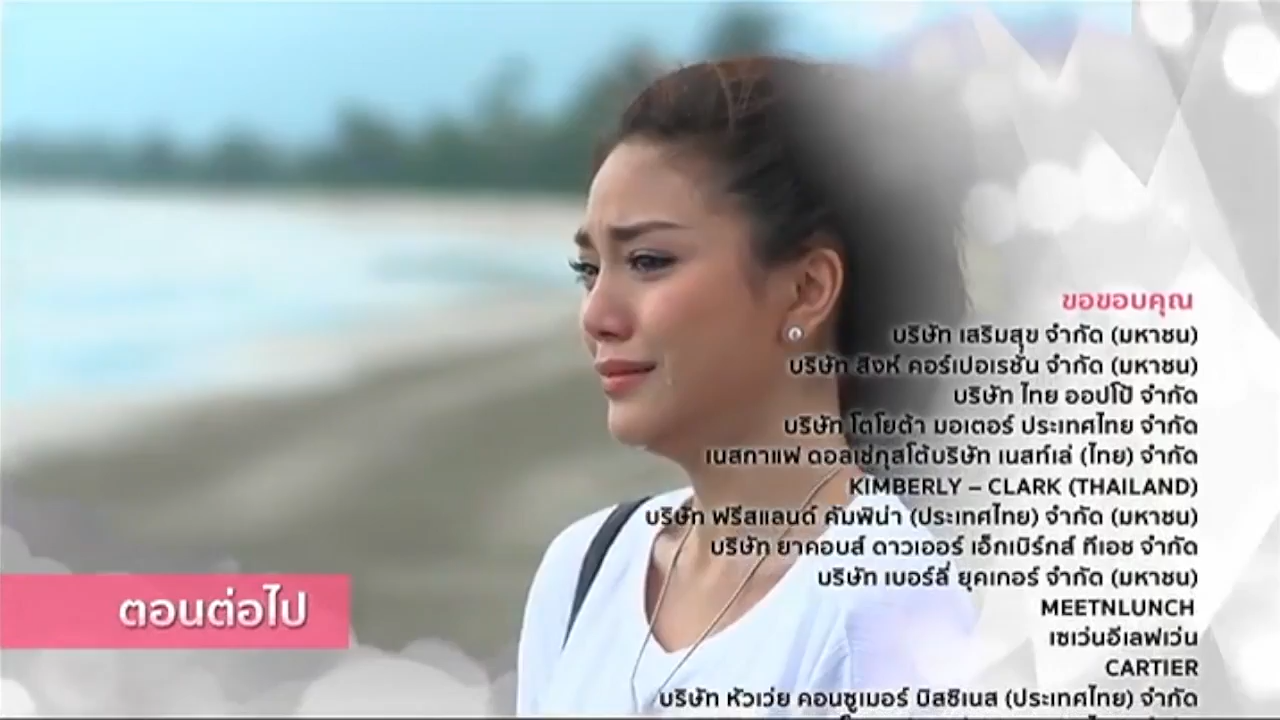 ขอขอบคุณ
บริษัท เสริมสุข จำกัด (มหาชน)
บริษัท สิงห์ คอร์เปอเรชั่น จำกัด (มหาชน)
บริษัท ไทย ออปโป้ จำกัด
บริษัท โตโยต้า มอเตอร์ ประเทศไทย จำกัด
เนสกาแฟ ดอลเช่กุสโต้บริษัท เนสท์เล่ (ไทย) จำกัด
KIMBERLY – CLARK (THAILAND)
บริษัท ฟรีสแลนด์ คัมพิน่า (ประเทศไทย) จำกัด (มหาชน)
บริษัท ยาคอบส์ ดาวเออร์ เอ็กเบิร์กส์ ทีเอช จำกัด
บริษัท เบอร์ลี่ ยุคเกอร์ จำกัด (มหาชน)
MEETNLUNCH
เซเว่นอีเลฟเว่น
CARTIER
บริษัท หัวเว่ย คอนซูมเมอร์ บิสซิเนส (ประเทศไทย) จำกัด
ตอนต่อไป